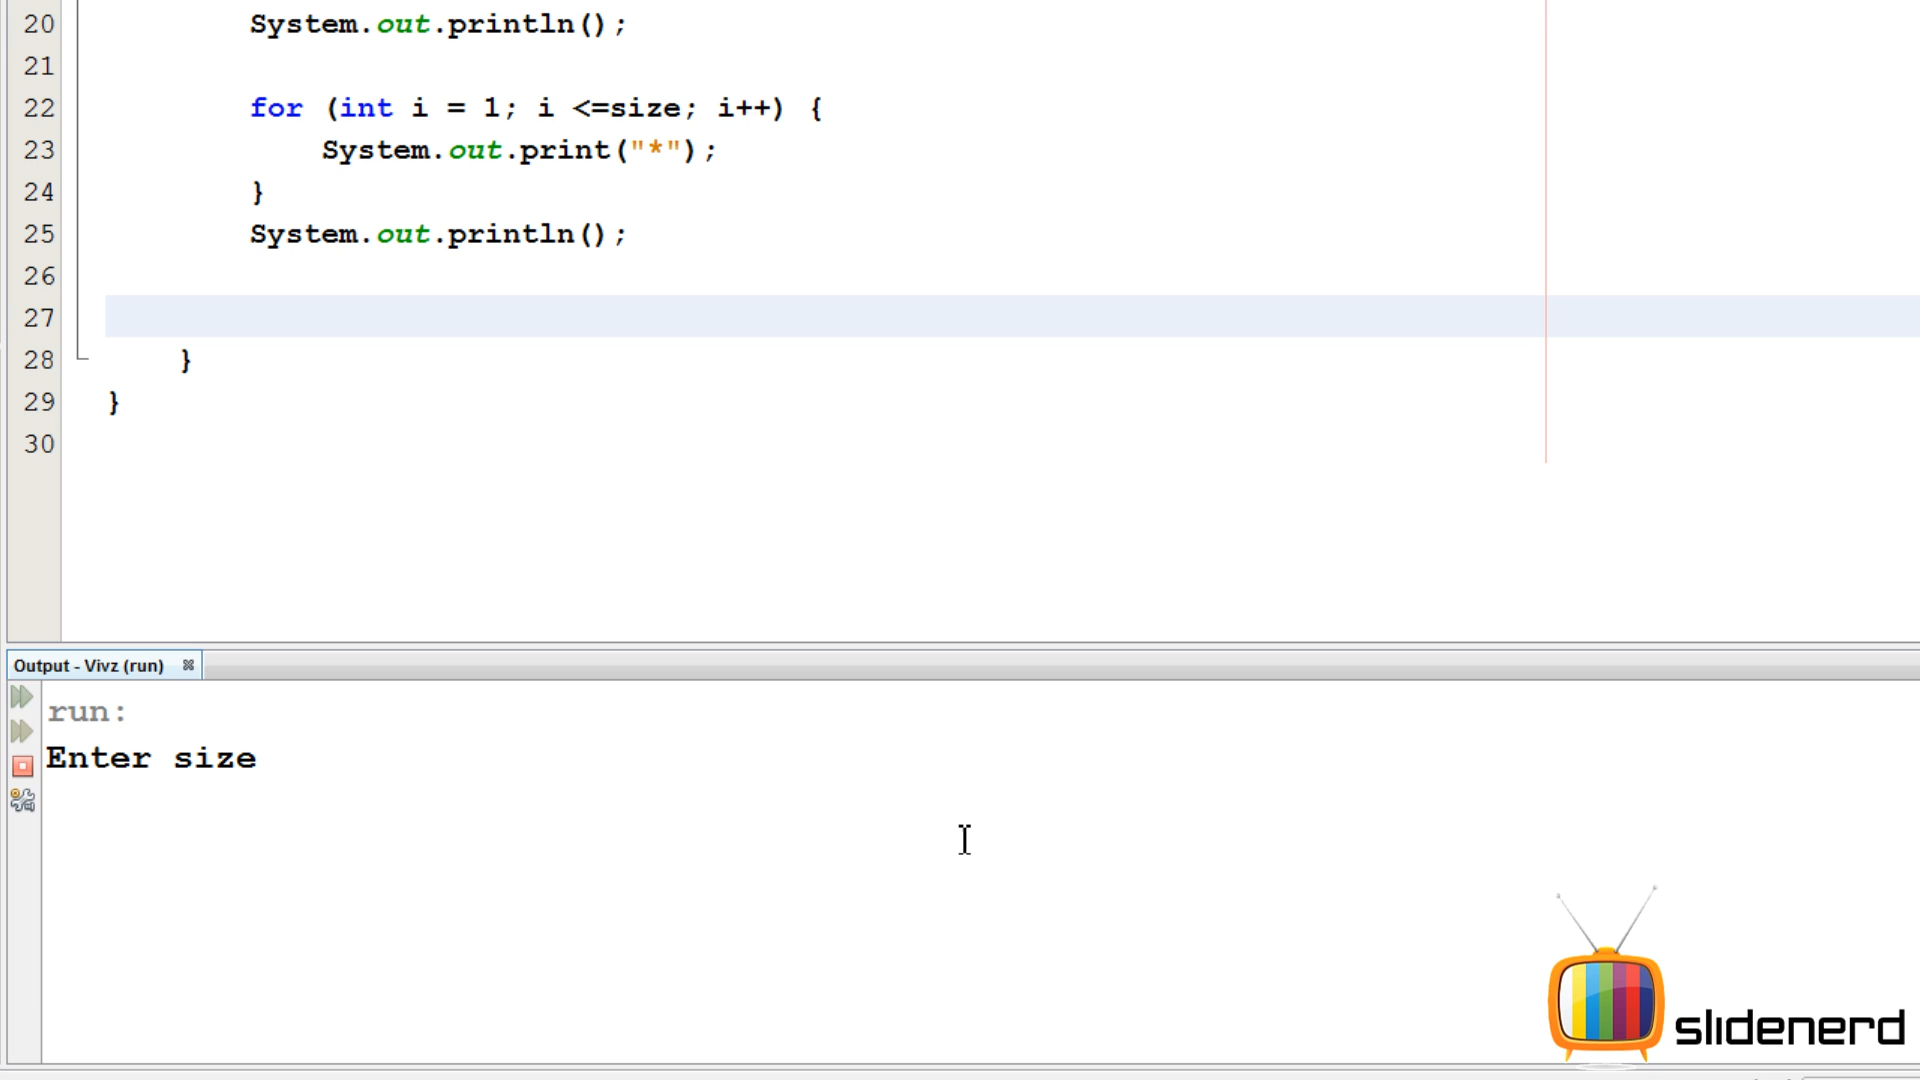 20 System.out.println();
21
22 for (int i = 1; i <=size; i++) {
23 System.out.print("*");
24 }
25 System.out.println();
26
27
28 }
29 }
30
Output - Vivz (run)
run:
Enter size
slidenerd